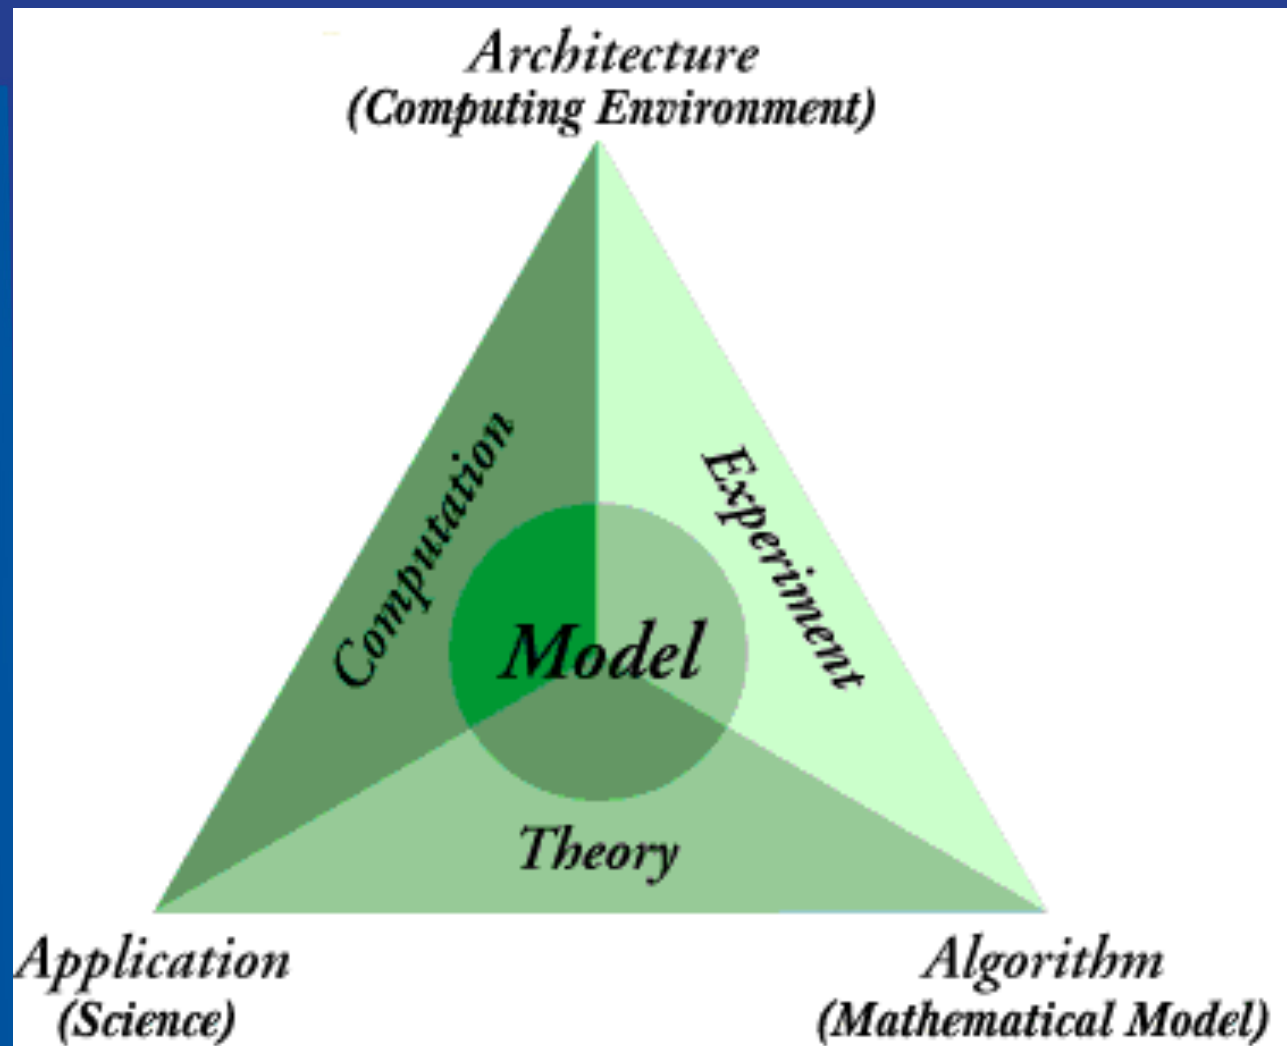 Architecture
(Computing Environment)
Computation
Experiment
Model
Theory
Application
(Science)
Algorithm
(Mathematical Model)